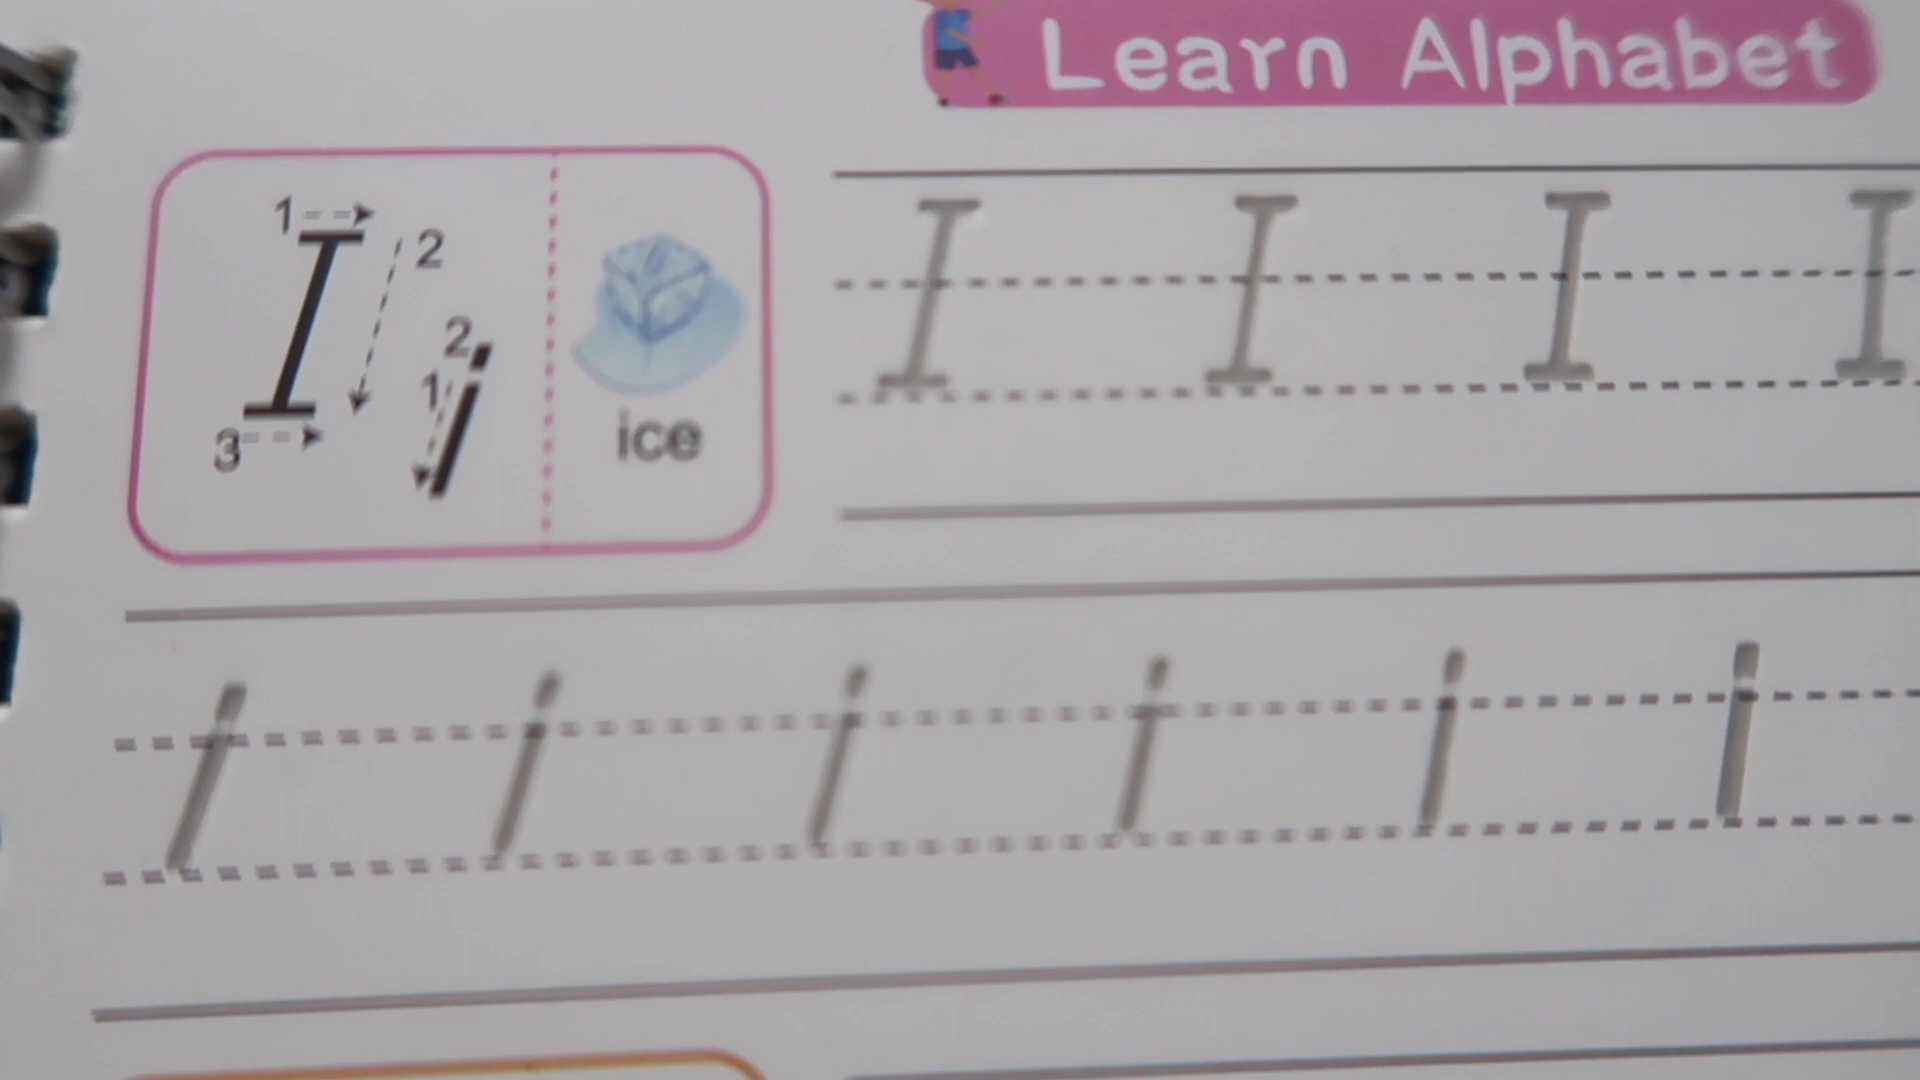 Learn Alphabet
1 I 2
3
2 i 1
ice
I I I I
i i i i i i